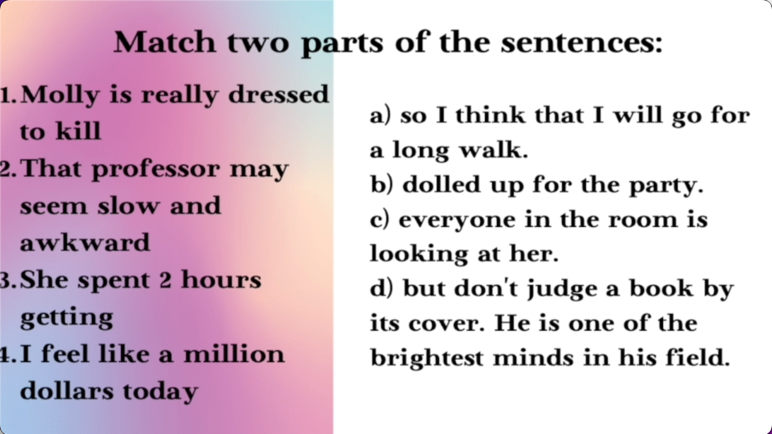 Match two parts of the sentences:
1. Molly is really dressed
to kill
2. That professor may
seem slow and
awkward
3. She spent 2 hours
getting
4. I feel like a million
dollars today
a) so I think that I will go for
a long walk.
b) dolled up for the party.
c) everyone in the room is
looking at her.
d) but don't judge a book by
its cover. He is one of the
brightest minds in his field.